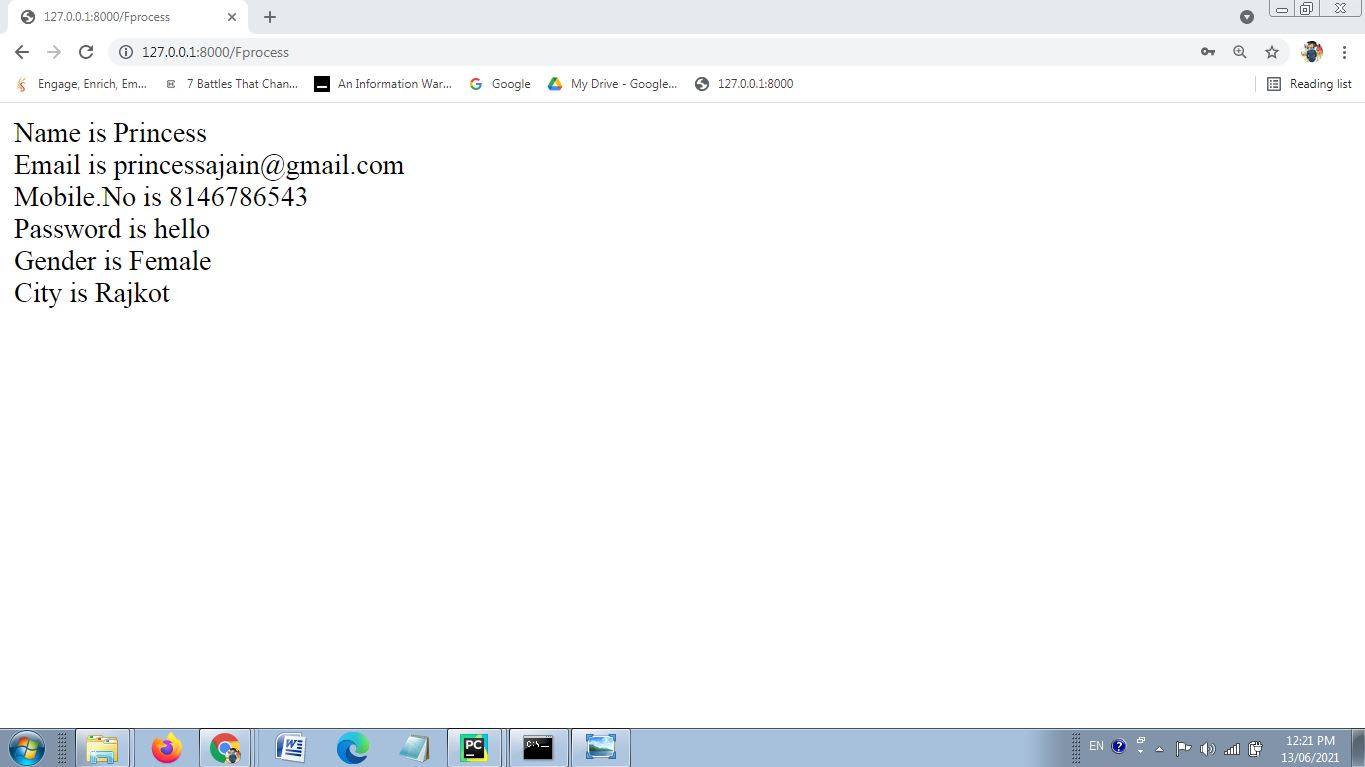 127.0.0.1:8000/Fprocess
127.0.0.1:8000/Fprocess
Engage, Enrich, Em... 7 Battles That Chan... An Information War... Google My Drive - Google... 127.0.0.1:8000 Reading list
Name is Princess
Email is princessajain@gmail.com
Mobile.No is 8146786543
Password is hello
Gender is Female
City is Rajkot
PC C:\ EN 12:21 PM
13/06/2021